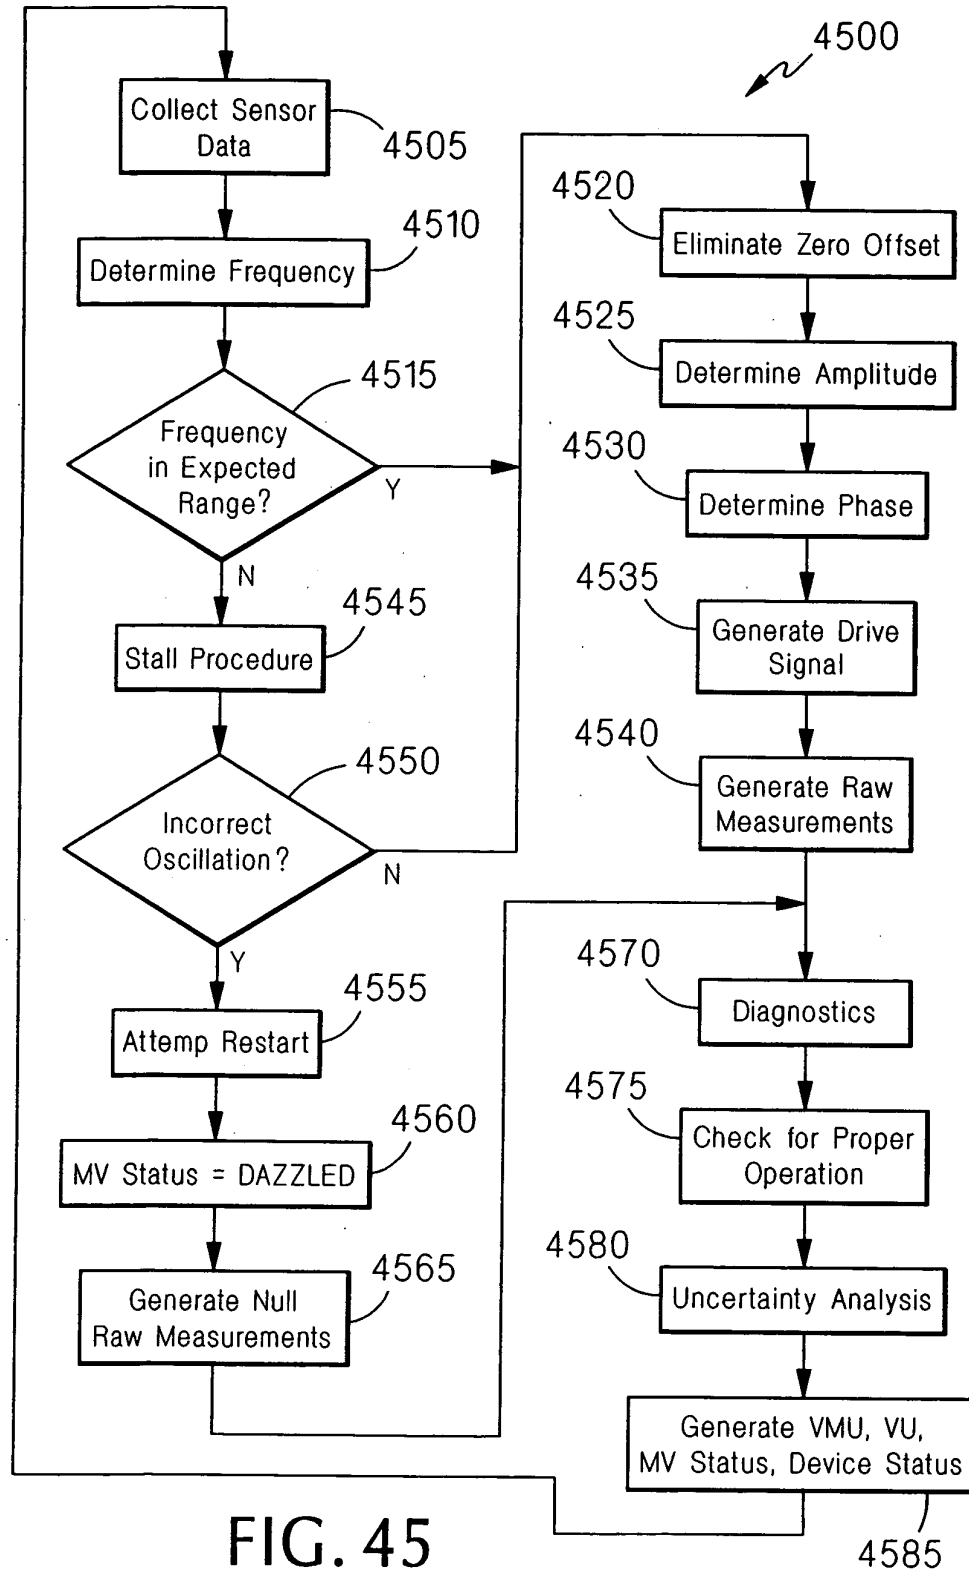 4500
Collect Sensor
Data
4505
4510
Determine Frequency
4515
Frequency
in Expected
Range?
Y
N
4545
Stall Procedure
4550
Incorrect
Oscillation?
N
Y
4555
Attemp Restart
4560
MV Status = DAZZLED
4565
Generate Null
Raw Measurements
4520
Eliminate Zero Offset
4525
Determine Amplitude
4530
Determine Phase
4535
Generate Drive
Signal
4540
Generate Raw
Measurements
4570
Diagnostics
4575
Check for Proper
Operation
4580
Uncertainty Analysis
Generate VMU, VU,
MV Status, Device Status
4585
FIG. 45